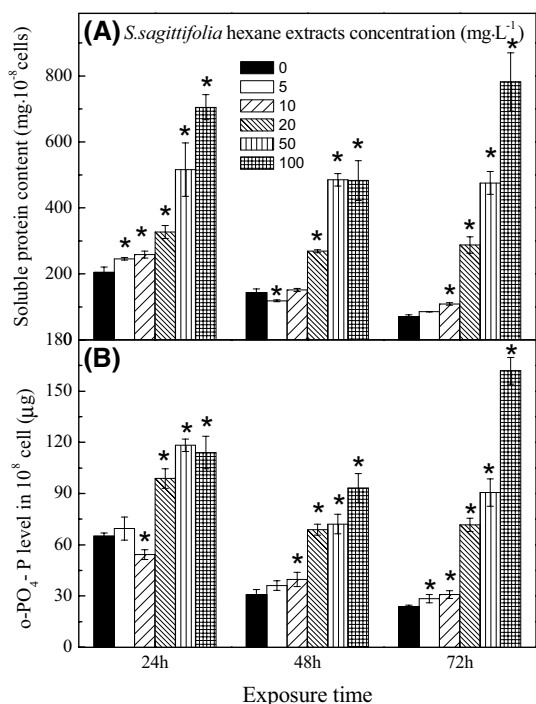 (A) S.sagittifolia hexane extracts concentration (mg·L⁻¹)
0
5
10
20
50
100
Soluble protein content (mg·10⁻⁸cells)
800
600
400
200
180
* * * * *
* * * *
* * * *
(B)
o-PO₄- P level in 10⁸ cell (μg)
150
120
90
60
30
0
* * * *
* * * *
* * * * *
24h 48h 72h
Exposure time